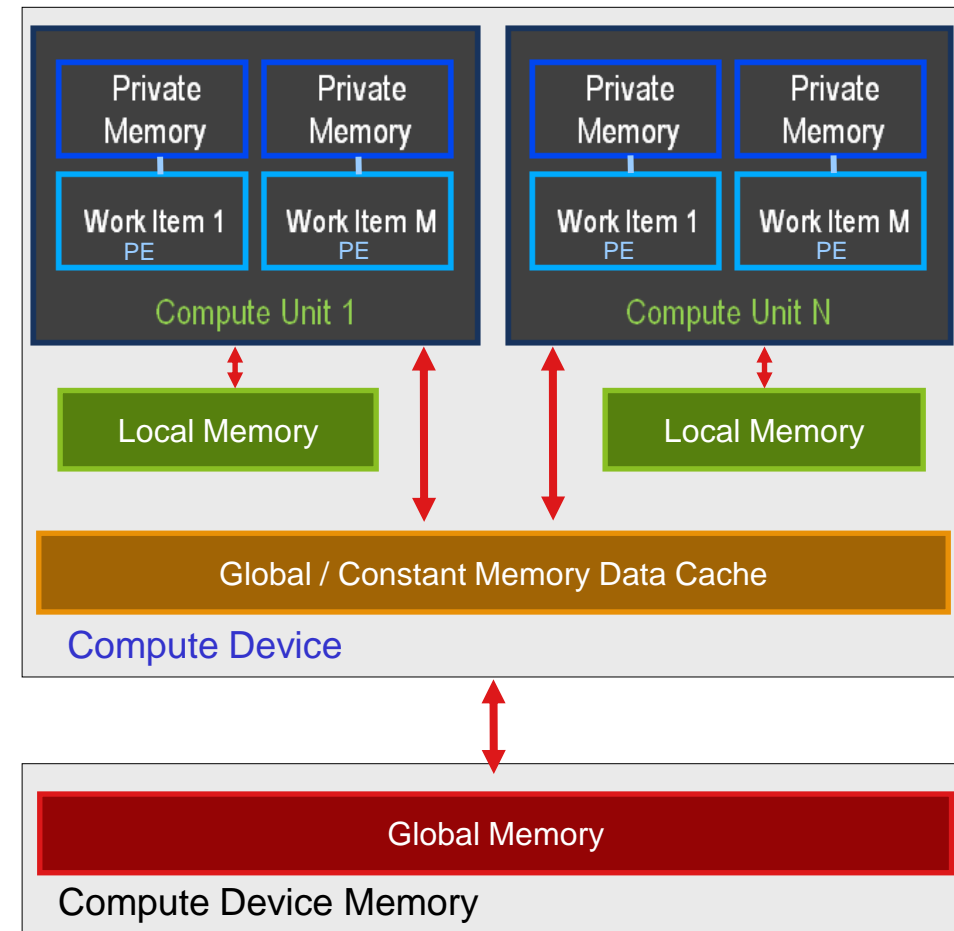 Private
Memory
Private
Memory
Private
Memory
Private
Memory
Work Item 1
PE
Work Item M
PE
Work Item 1
PE
Work Item M
PE
Compute Unit 1
Compute Unit N
Local Memory
Local Memory
Global / Constant Memory Data Cache
Compute Device
Global Memory
Compute Device Memory